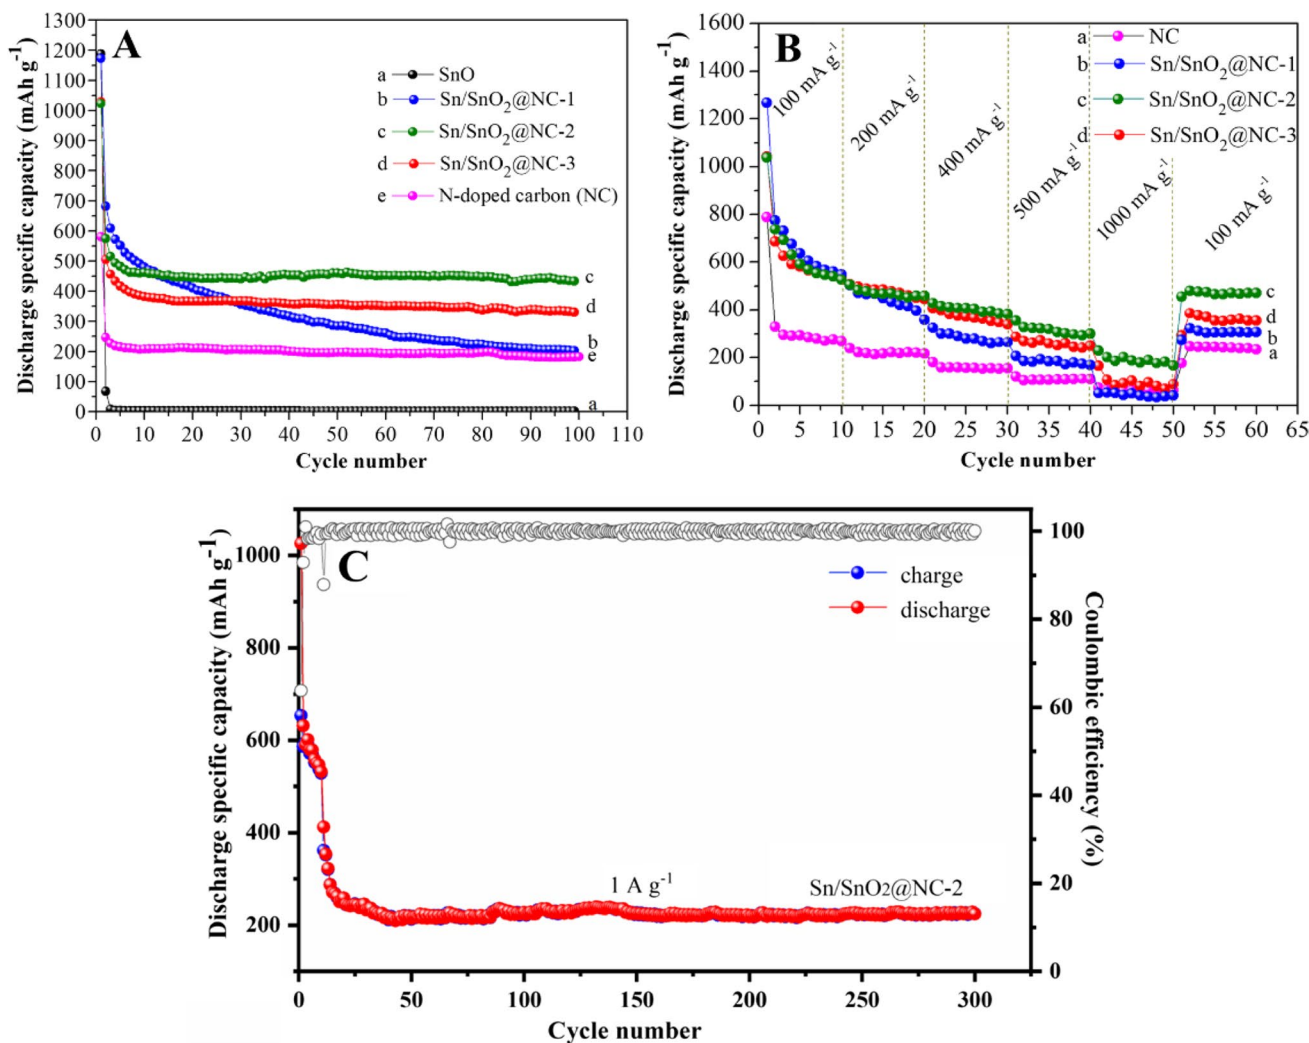 A
Discharge specific capacity (mAh g⁻¹)
1300
1200
1100
1000
900
800
700
600
500
400
300
200
100
0
a SnO
b Sn/SnO₂@NC-1
c Sn/SnO₂@NC-2
d Sn/SnO₂@NC-3
e N-doped carbon (NC)
c
d
b
e
a
0 10 20 30 40 50 60 70 80 90 100 110
Cycle number
B
Discharge specific capacity (mAh g⁻¹)
1600
1400
1200
1000
800
600
400
200
0
a NC
b Sn/SnO₂@NC-1
c Sn/SnO₂@NC-2
d Sn/SnO₂@NC-3
100 mA g⁻¹
200 mA g⁻¹
400 mA g⁻¹
500 mA g⁻¹
1000 mA g⁻¹
100 mA g⁻¹
c
d
b
a
0 5 10 15 20 25 30 35 40 45 50 55 60 65
Cycle number
C
Discharge specific capacity (mAh g⁻¹)
1000
800
600
400
200
charge
discharge
1 A g⁻¹
Sn/SnO2@NC-2
100
80
60
40
20
0
Coulombic efficiency (%)
0 50 100 150 200 250 300
Cycle number